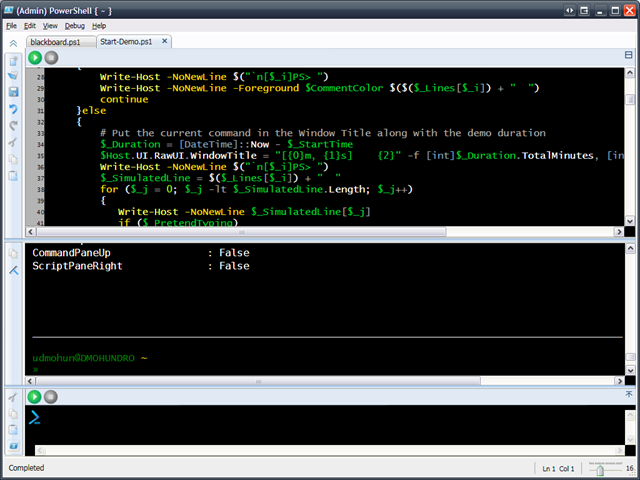 (Admin) PowerShell { ~ }
File Edit View Debug Help
blackboard.ps1 Start-Demo.ps1
{
28 Write-Host -NoNewLine $("`n[$_i]PS> ")
29 Write-Host -NoNewLine -Foreground $CommentColor $($($_Lines[$_i]) + "  ")
30 continue
31 }else
32 {
33 # Put the current command in the Window Title along with the demo duration
34 $_Duration = [DateTime]::Now - $_StartTime
35 $Host.UI.RawUI.WindowTitle = "[{0}m, {1}s]    {2}" -f [int]$_Duration.TotalMinutes, [in
36 Write-Host -NoNewLine $("`n[$_i]PS> ")
37 $_SimulatedLine = $($_Lines[$_i]) + "  "
38 for ($_j = 0; $_j -lt $_SimulatedLine.Length; $_j++)
39 {
40 Write-Host -NoNewLine $_SimulatedLine[$_j]
41 if ($_PretendTyping)
CommandPaneUp : False
ScriptPaneRight : False
udmohun@DMOHUNDRO ~
»
Completed Ln 1 Col 1 16